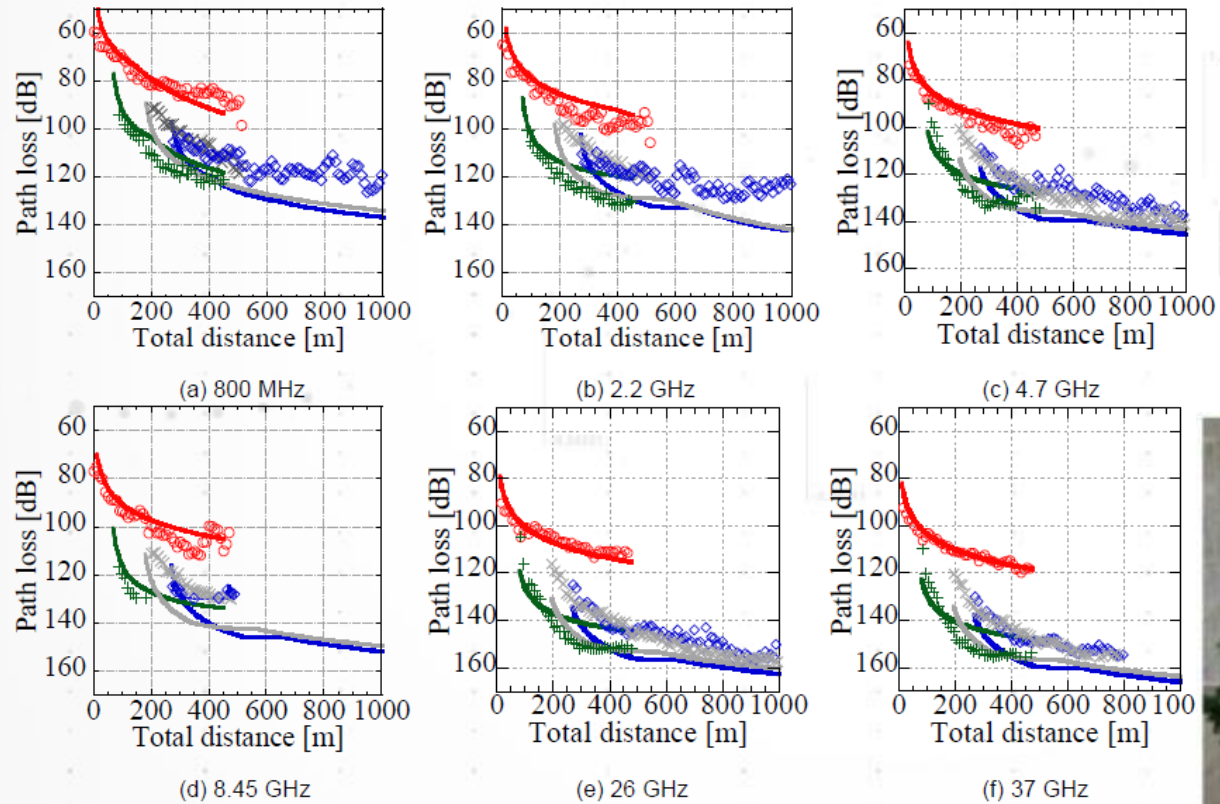 60
80
100
120
140
160
Path loss [dB]
0 200 400 600 800 1000
Total distance [m]
(a) 800 MHz
60
80
100
120
140
160
Path loss [dB]
0 200 400 600 800 1000
Total distance [m]
(b) 2.2 GHz
60
80
100
120
140
160
Path loss [dB]
0 200 400 600 800 1000
Total distance [m]
(c) 4.7 GHz
60
80
100
120
140
160
Path loss [dB]
0 200 400 600 800 1000
Total distance [m]
(d) 8.45 GHz
60
80
100
120
140
160
Path loss [dB]
0 200 400 600 800 1000
Total distance [m]
(e) 26 GHz
60
80
100
120
140
160
Path loss [dB]
0 200 400 600 800 1000
Total distance [m]
(f) 37 GHz